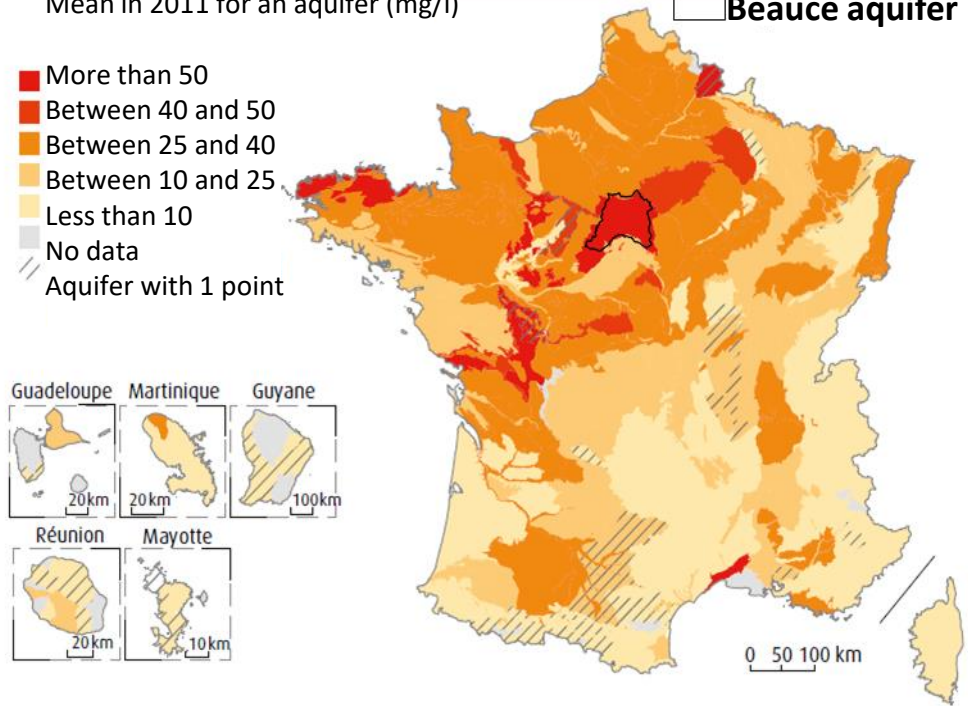 Mean in 2011 for an aquifer (mg/l)
Beauce aquifer
More than 50
Between 40 and 50
Between 25 and 40
Between 10 and 25
Less than 10
No data
Aquifer with 1 point
Guadeloupe Martinique Guyane
20km 20km 100km
Réunion Mayotte
20km 10km
0 50 100 km